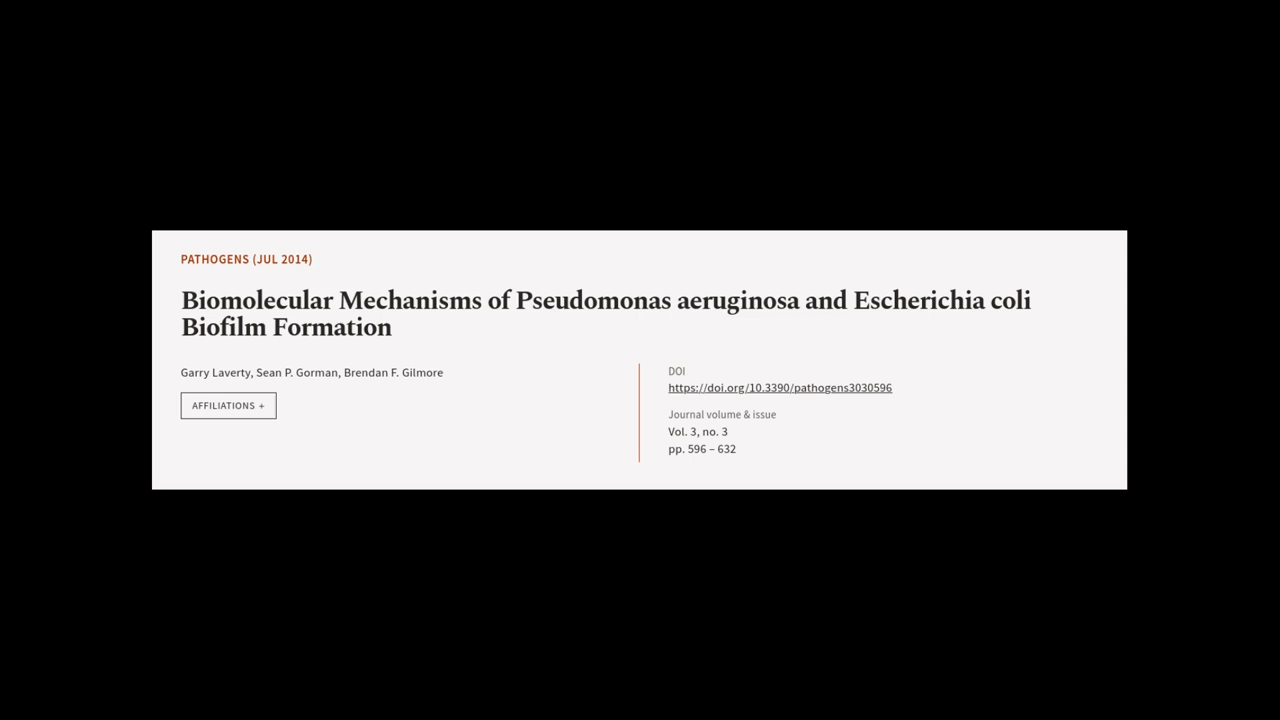 PATHOGENS (JUL 2014)
Biomolecular Mechanisms of Pseudomonas aeruginosa and Escherichia coli
Biofilm Formation
Garry Laverty, Sean P. Gorman, Brendan F. Gilmore
AFFILIATIONS +
DOI
https://doi.org/10.3390/pathogens3030596
Journal volume & issue
Vol. 3, no. 3
pp. 596 – 632